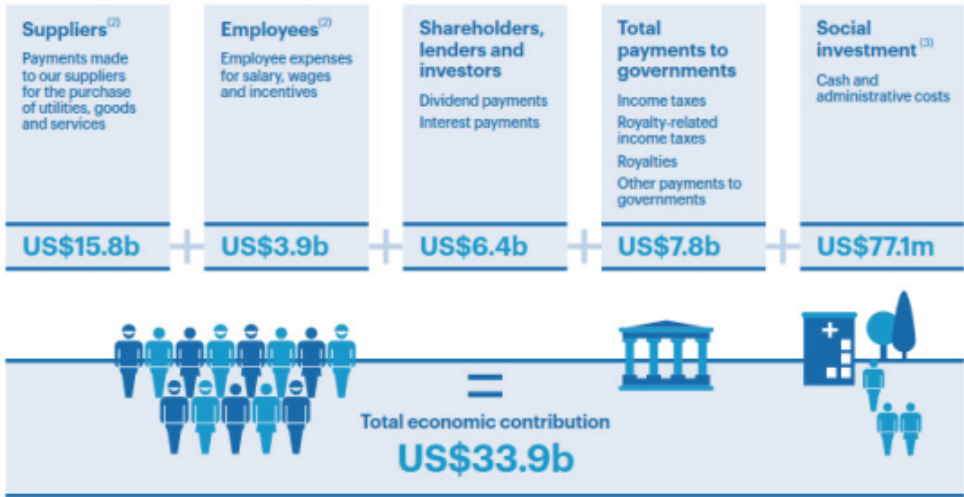 Suppliers(2)
Payments made
to our suppliers
for the purchase
of utilities, goods
and services
US$15.8b
+
Employees(2)
Employee expenses
for salary, wages
and incentives
US$3.9b
+
Shareholders,
lenders and
investors
Dividend payments
Interest payments
US$6.4b
+
Total
payments to
governments
Income taxes
Royalty-related
income taxes
Royalties
Other payments to
governments
US$7.8b
+
Social
investment (3)
Cash and
administrative costs
US$77.1m
=
Total economic contribution
US$33.9b